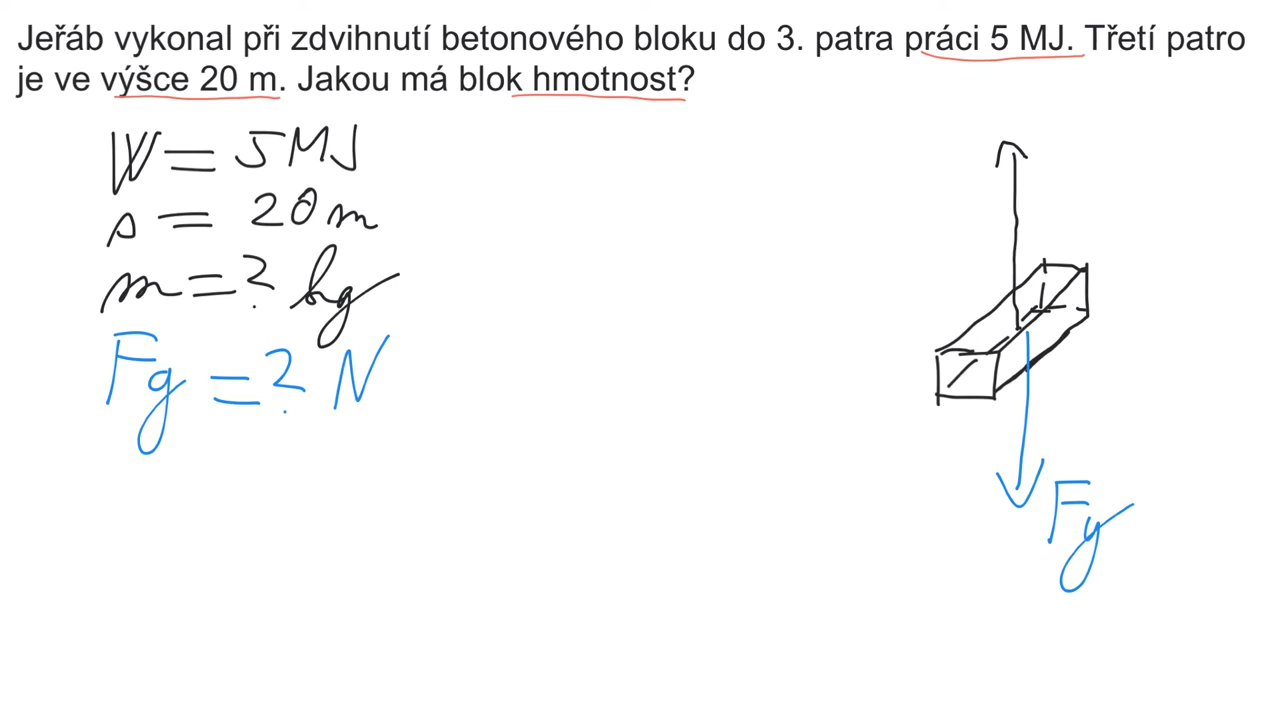 Jeřáb vykonal při zdvihnutí betonového bloku do 3. patra práci 5 MJ. Třetí patro
je ve výšce 20 m. Jakou má blok hmotnost?
W = 5 MJ
s = 20 m
m = ? kg
Fg = ? N
Fg